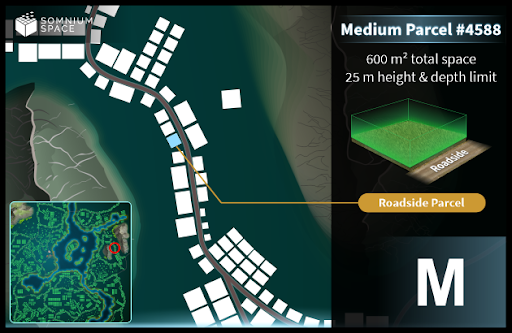 SOMNIUM
SPACE
Medium Parcel #4588
600 m² total space
25 m height & depth limit
Roadside
Roadside Parcel
M